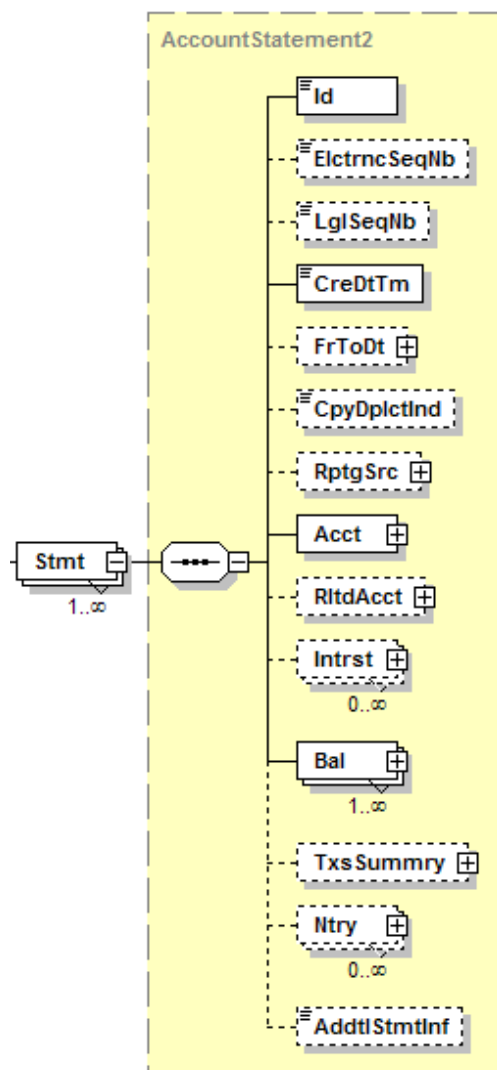 AccountStatement2
Id
ElctrncSeqNb
LglSeqNb
CreDtTm
FrToDt
CpyDplctInd
RptgSrc
Stmt
1..∞
Acct
RltdAcct
Intrst
0..∞
Bal
1..∞
TxsSummry
Ntry
0..∞
AddtlStmtInf